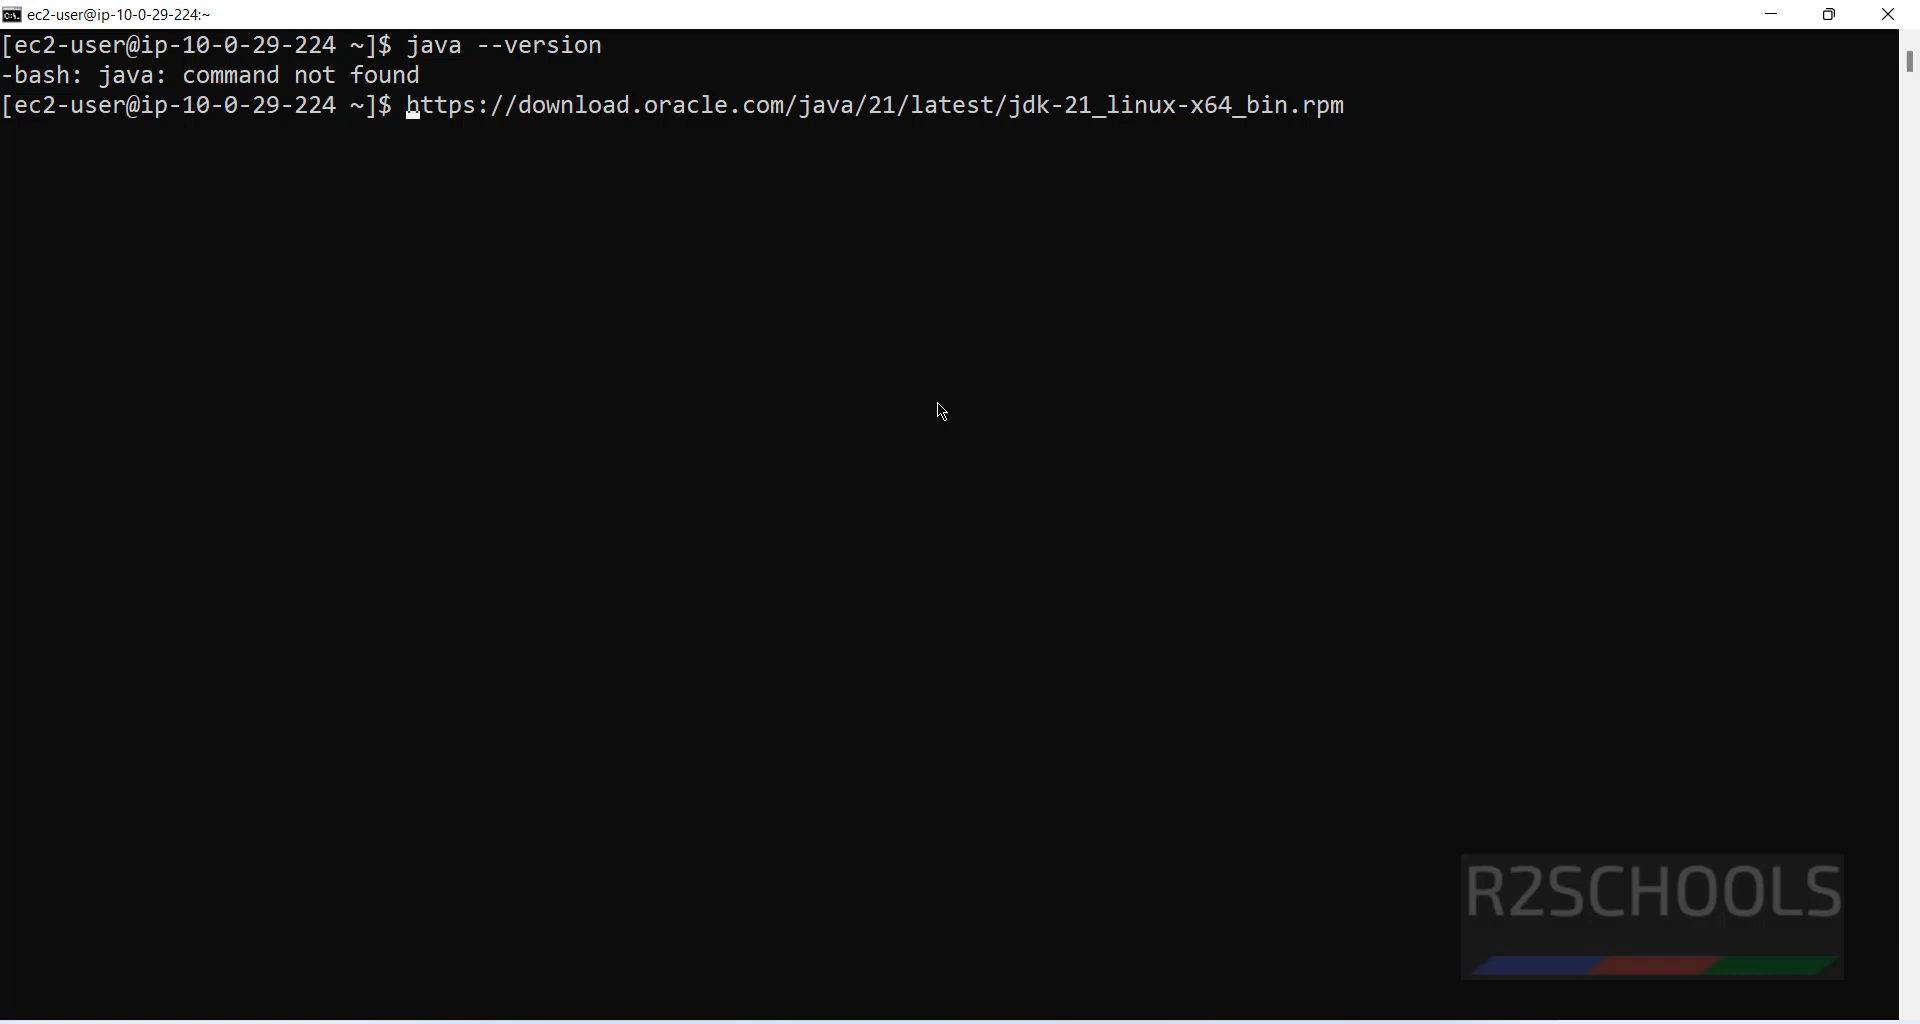 ec2-user@ip-10-0-29-224:~
[ec2-user@ip-10-0-29-224 ~]$ java --version
-bash: java: command not found
[ec2-user@ip-10-0-29-224 ~]$ https://download.oracle.com/java/21/latest/jdk-21_linux-x64_bin.rpm
R2SCHOOLS